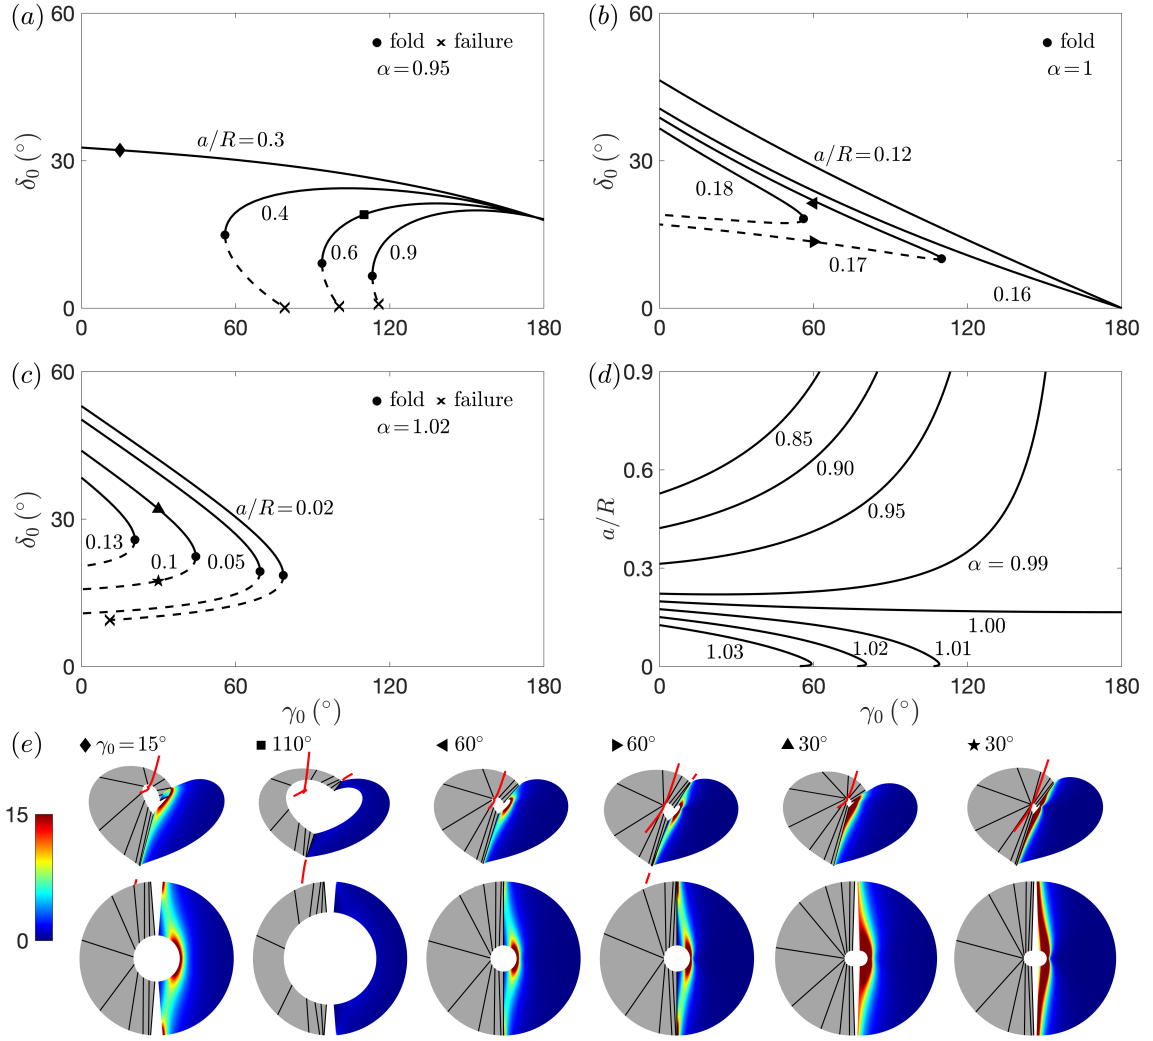 (a)
60
30
0
δ₀ (°)
● fold × failure
α=0.95
a/R=0.3
0.4
0.6
0.9
0 60 120 180
(b)
60
30
0
δ₀ (°)
● fold
α=1
a/R=0.12
0.18
0.17
0.16
0 60 120 180
(c)
60
30
0
δ₀ (°)
● fold × failure
α=1.02
a/R=0.02
0.13
0.1
0.05
0 60 120 180
γ₀ (°)
(d)
0.9
0.6
0.3
0
a/R
0.85
0.90
0.95
α = 0.99
1.00
1.01
1.02
1.03
0 60 120 180
γ₀ (°)
(e)
◆ γ₀=15° ■ 110° ◀ 60° ▶ 60° ▲ 30° ★ 30°
15
0